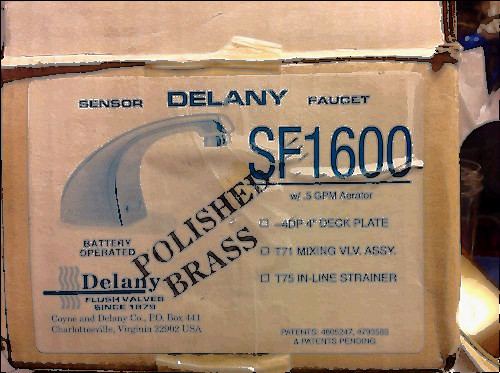 SENSOR DELANY FAUCET
SF1600
w/ .5 GPM Aerator
-4DP 4" DECK PLATE
T71 MIXING VLV. ASSY.
T75 IN-LINE STRAINER
BATTERY
OPERATED
POLISHED
BRASS
Delany
FLUSH VALVES
SINCE 1879
Coyne and Delany Co., P.O. Box 441
Charlottesville, Virginia 22902 USA
PATENTS: 4605247,
& PATENTS PENDING